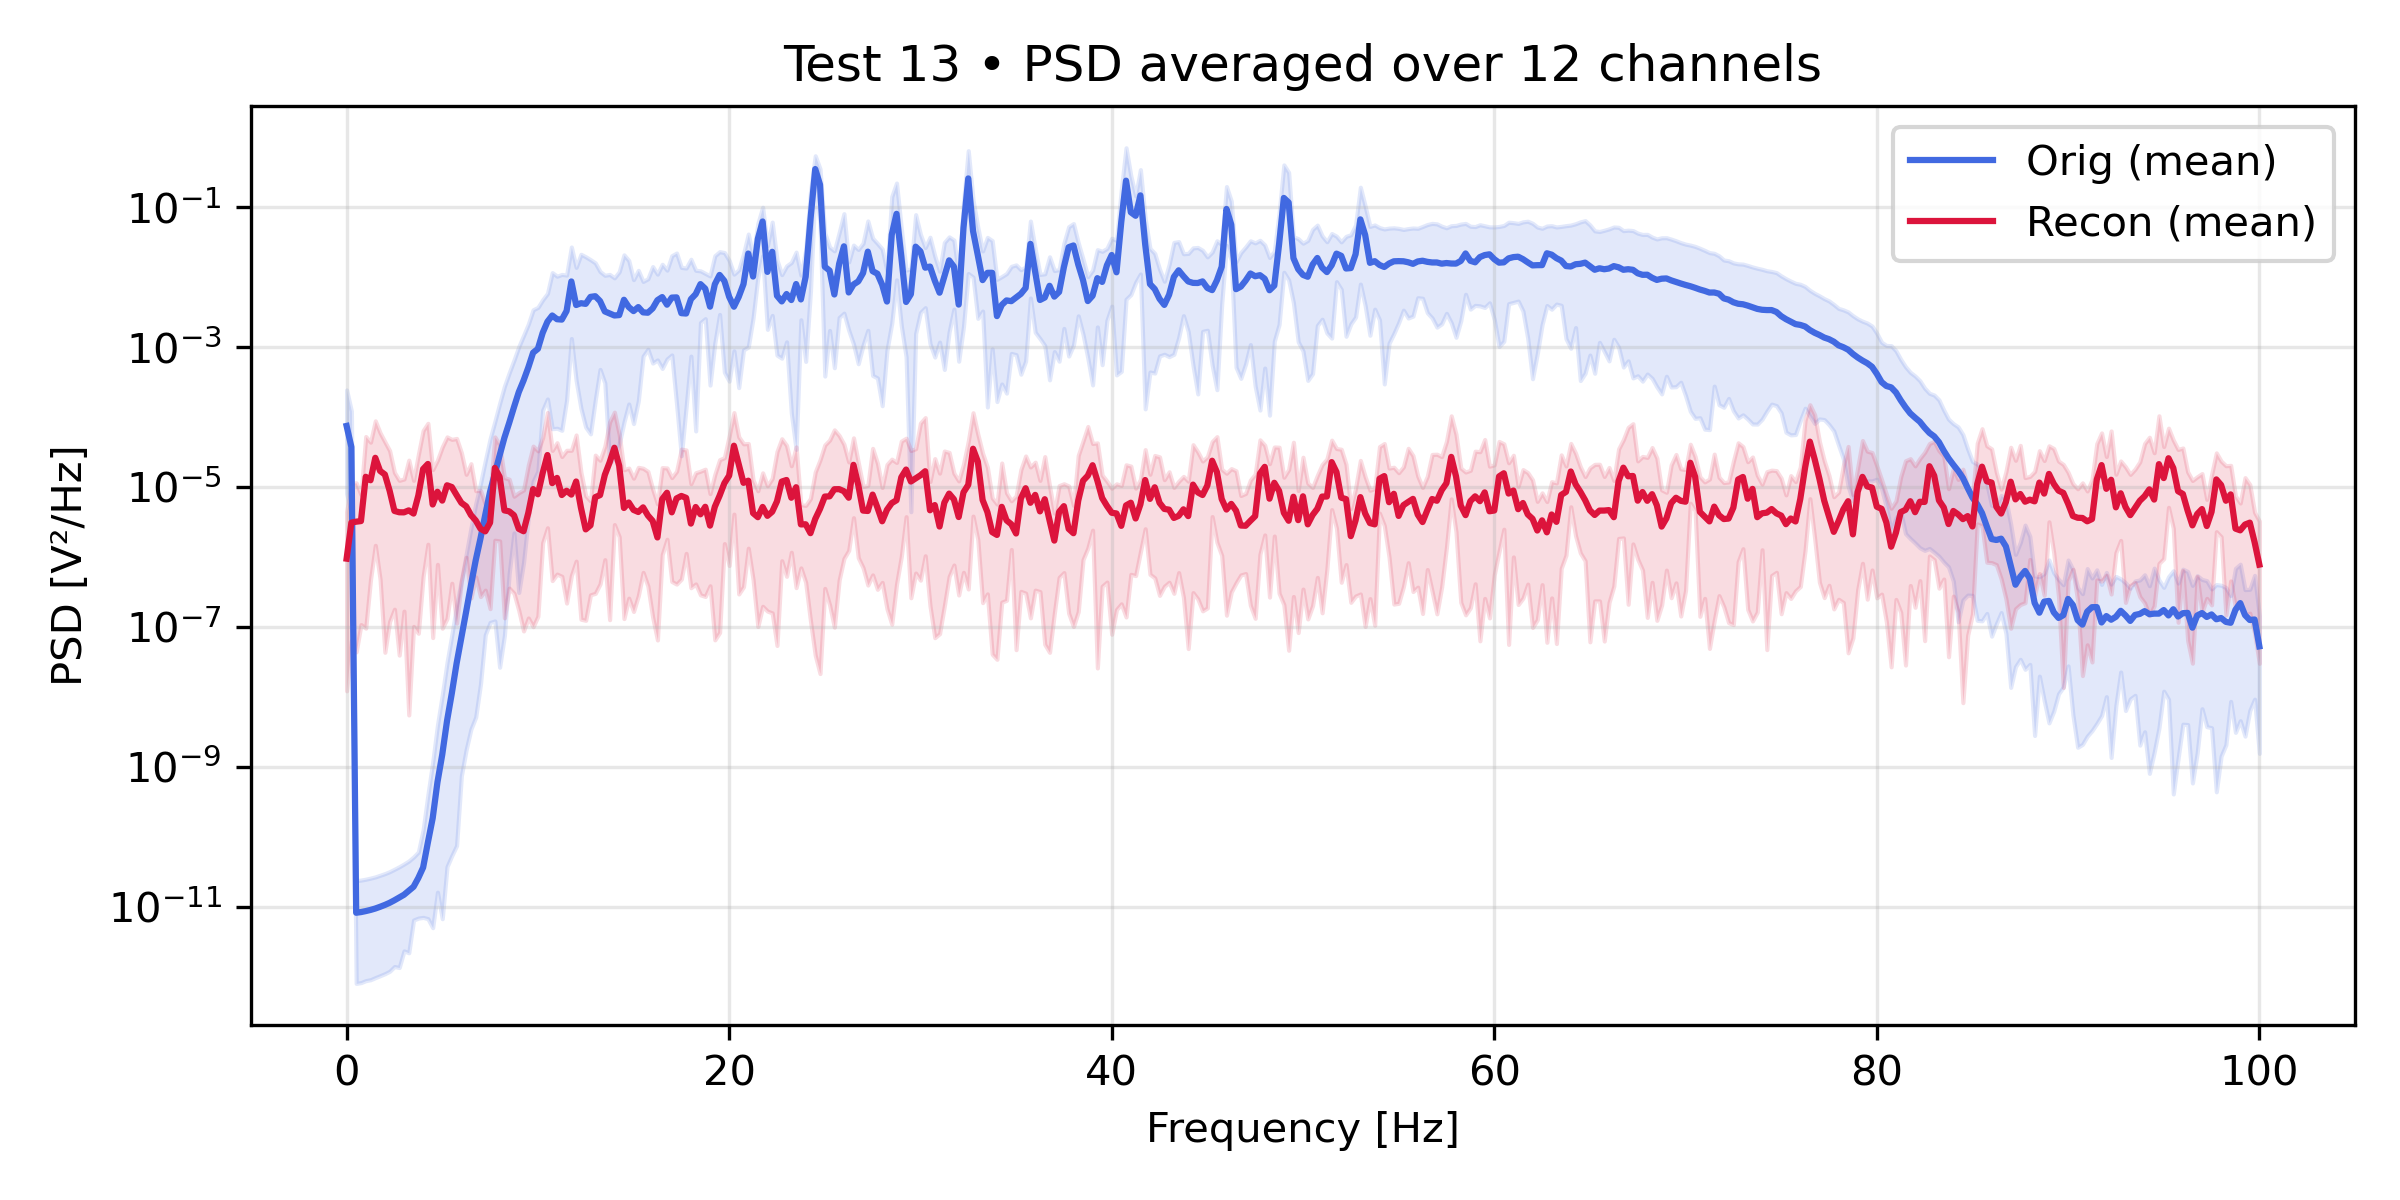 Test 13 • PSD averaged over 12 channels
Orig (mean)
Recon (mean)
PSD [V²/Hz]
10⁻¹
10⁻³
10⁻⁵
10⁻⁷
10⁻⁹
10⁻¹¹
0 20 40 60 80 100
Frequency [Hz]